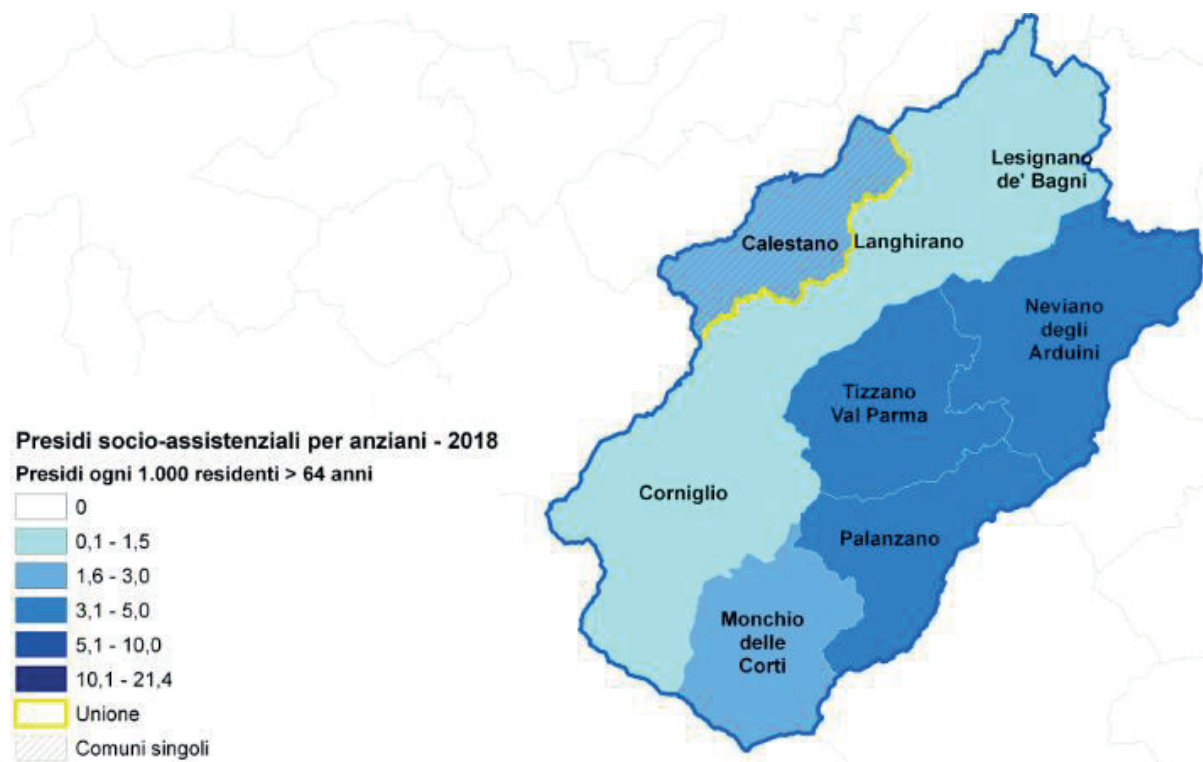 Lesignano
de' Bagni
Calestano
Langhirano
Neviano
degli
Arduini
Tizzano
Val Parma
Corniglio
Palanzano
Monchio
delle
Corti
Presidi socio-assistenziali per anziani - 2018
Presidi ogni 1.000 residenti > 64 anni
0
0,1 - 1,5
1,6 - 3,0
3,1 - 5,0
5,1 - 10,0
10,1 - 21,4
Unione
Comuni singoli